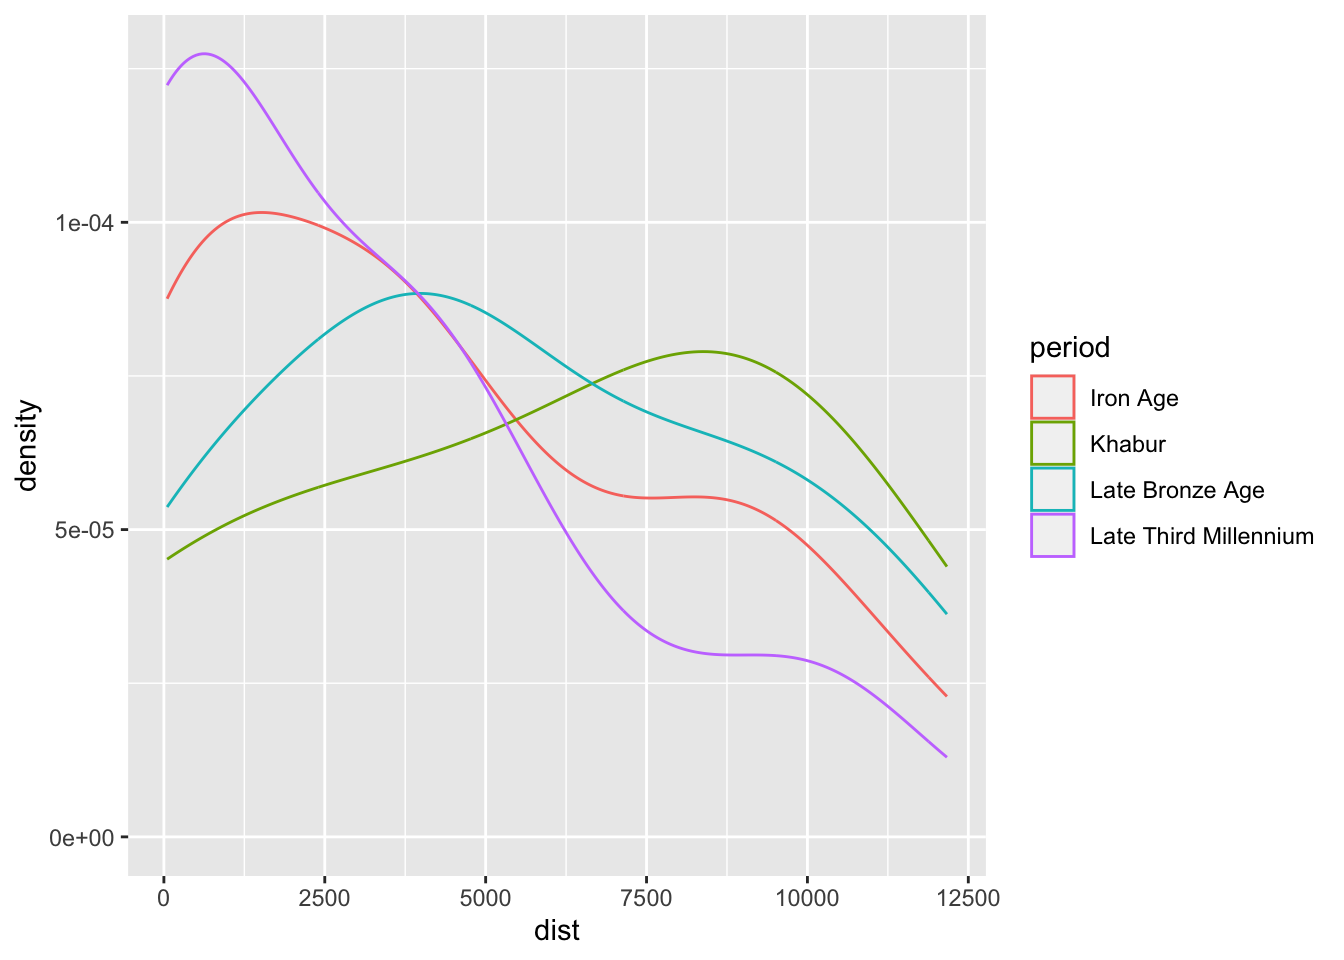 1e-04
5e-05
0e+00
density
0
2500
5000
7500
10000
12500
dist
period
Iron Age
Khabur
Late Bronze Age
Late Third Millennium